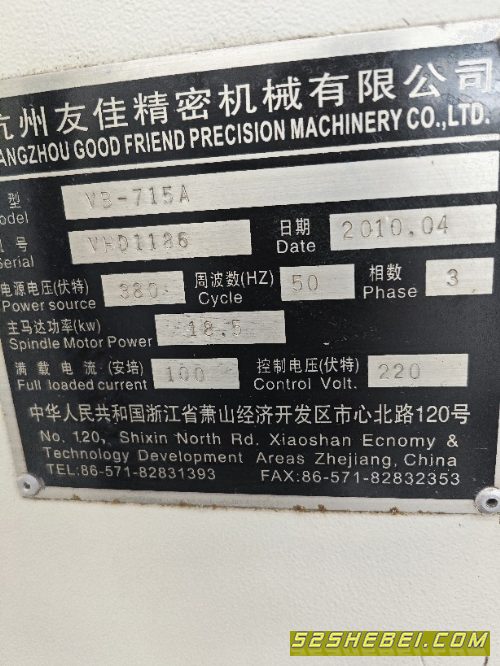 杭州友佳精密机械有限公司
ANGZHOU GOOD FRIEND PRECISION MACHINERY CO.,LTD.
型
Model VB-715A
机 号 日期
Serial VHD1186 Date 2010.04
电源电压(伏特) 380 周波数(HZ) 50 相数 3
Power source Cycle Phase
主马达功率(kw) 18.5
Spindle Motor Power
满 载 电 流 (安培) 100 控制电压(伏特) 220
Full loaded current Control Volt.
中华人民共和国浙江省萧山经济开发区市心北路120号
No. 120, Shixin North Rd. Xiaoshan Ecnomy &
Technology Development Areas Zhejiang, China
TEL:86-571-82831393 FAX:86-571-82832353
52SHEBEI.COM